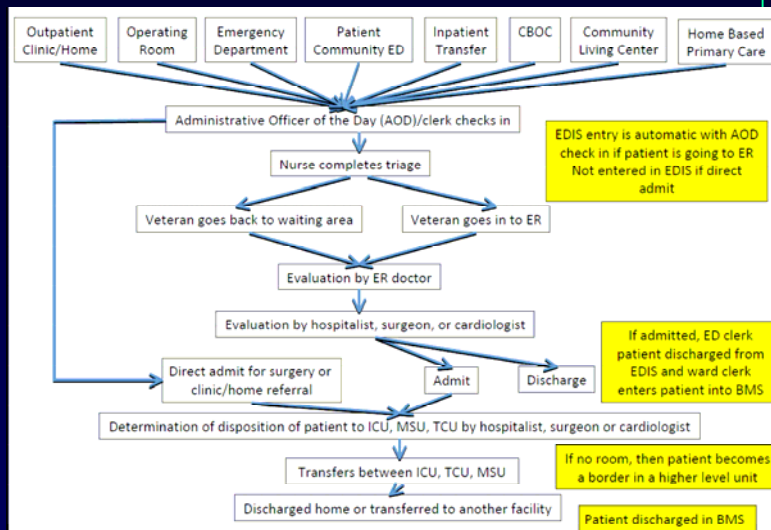 Outpatient
Clinic/Home
Operating
Room
Emergency
Department
Patient
Community ED
Inpatient
Transfer
CBOC
Community
Living Center
Home Based
Primary Care
Administrative Officer of the Day (AOD)/clerk checks in
EDIS entry is automatic with AOD
check in if patient is going to ER
Not entered in EDIS if direct
admit
Nurse completes triage
Veteran goes back to waiting area
Veteran goes in to ER
Evaluation by ER doctor
Evaluation by hospitalist, surgeon, or cardiologist
If admitted, ED clerk
patient discharged from
EDIS and ward clerk
enters patient into BMS
Direct admit for surgery or
clinic/home referral
Admit
Discharge
Determination of disposition of patient to ICU, MSU, TCU by hospitalist, surgeon or cardiologist
If no room, then patient becomes
a border in a higher level unit
Transfers between ICU, TCU, MSU
Discharged home or transferred to another facility
Patient discharged in BMS